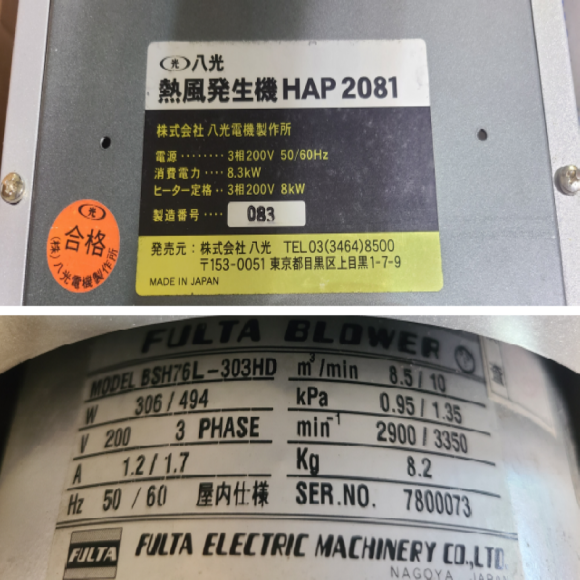 光 八光
熱風発生機 HAP 2081
株式会社 八光電機製作所
電源‥‥‥‥ 3相200V 50/60Hz
消費電力‥‥ 8.3kW
ヒーター定格‥ 3相200V 8kW
製造番号‥‥ 083
発売元：株式会社 八光 TEL 03(3464)8500
〒153-0051 東京都目黒区上目黒1-7-9
MADE IN JAPAN
光
合格
(株)八光電機製作所
FULTA BLOWER
MODEL BSH76L-303HD m³/min 8.5/10
W 306/494 kPa 0.95/1.35
V 200 3 PHASE min⁻¹ 2900/3350
A 1.2/1.7 Kg 8.2
Hz 50/60 屋内仕様 SER.NO. 7800073
FULTA FULTA ELECTRIC MACHINERY CO.,LTD.
NAGOYA JAPAN